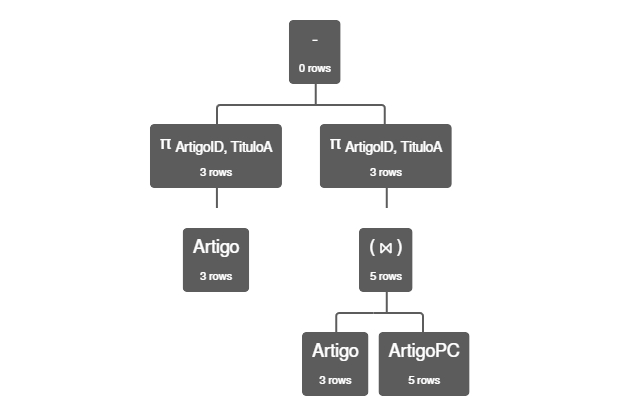 -
0 rows
π ArtigoID, TituloA
3 rows
π ArtigoID, TituloA
3 rows
Artigo
3 rows
( ⋈ )
5 rows
Artigo
3 rows
ArtigoPC
5 rows